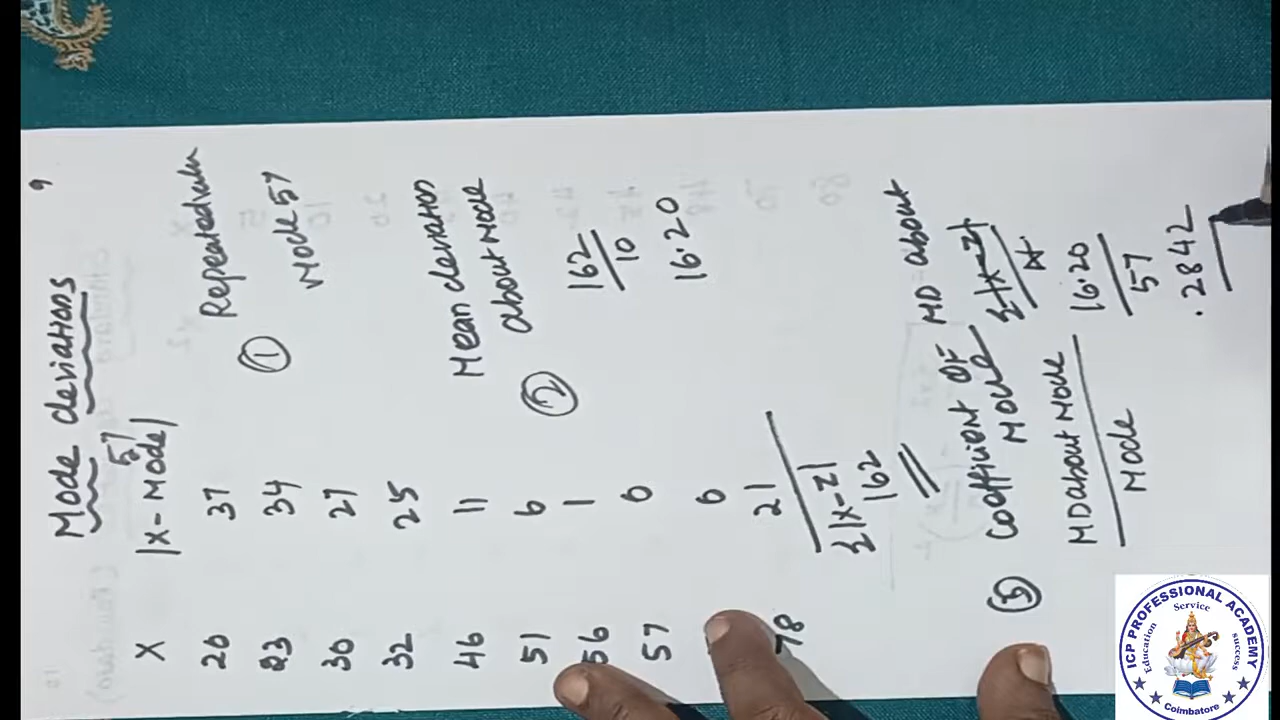 9
Mode deviations
X |X - Mode|
57
20 37
23 34
30 27
32 25
46 11
51 6
56 1
57 0
0
78 21
Σ|X-Z|
162
① Repeated value
Mode 57
② Mean deviation
about Mode
162
10
16.20
③ Coefficient OF MD about
Mode
Σ|X-Z|
N
MD about Mode
Mode
16.20
57
.2842
ICP PROFESSIONAL ACADEMY
Education
Service
success
Coimbatore